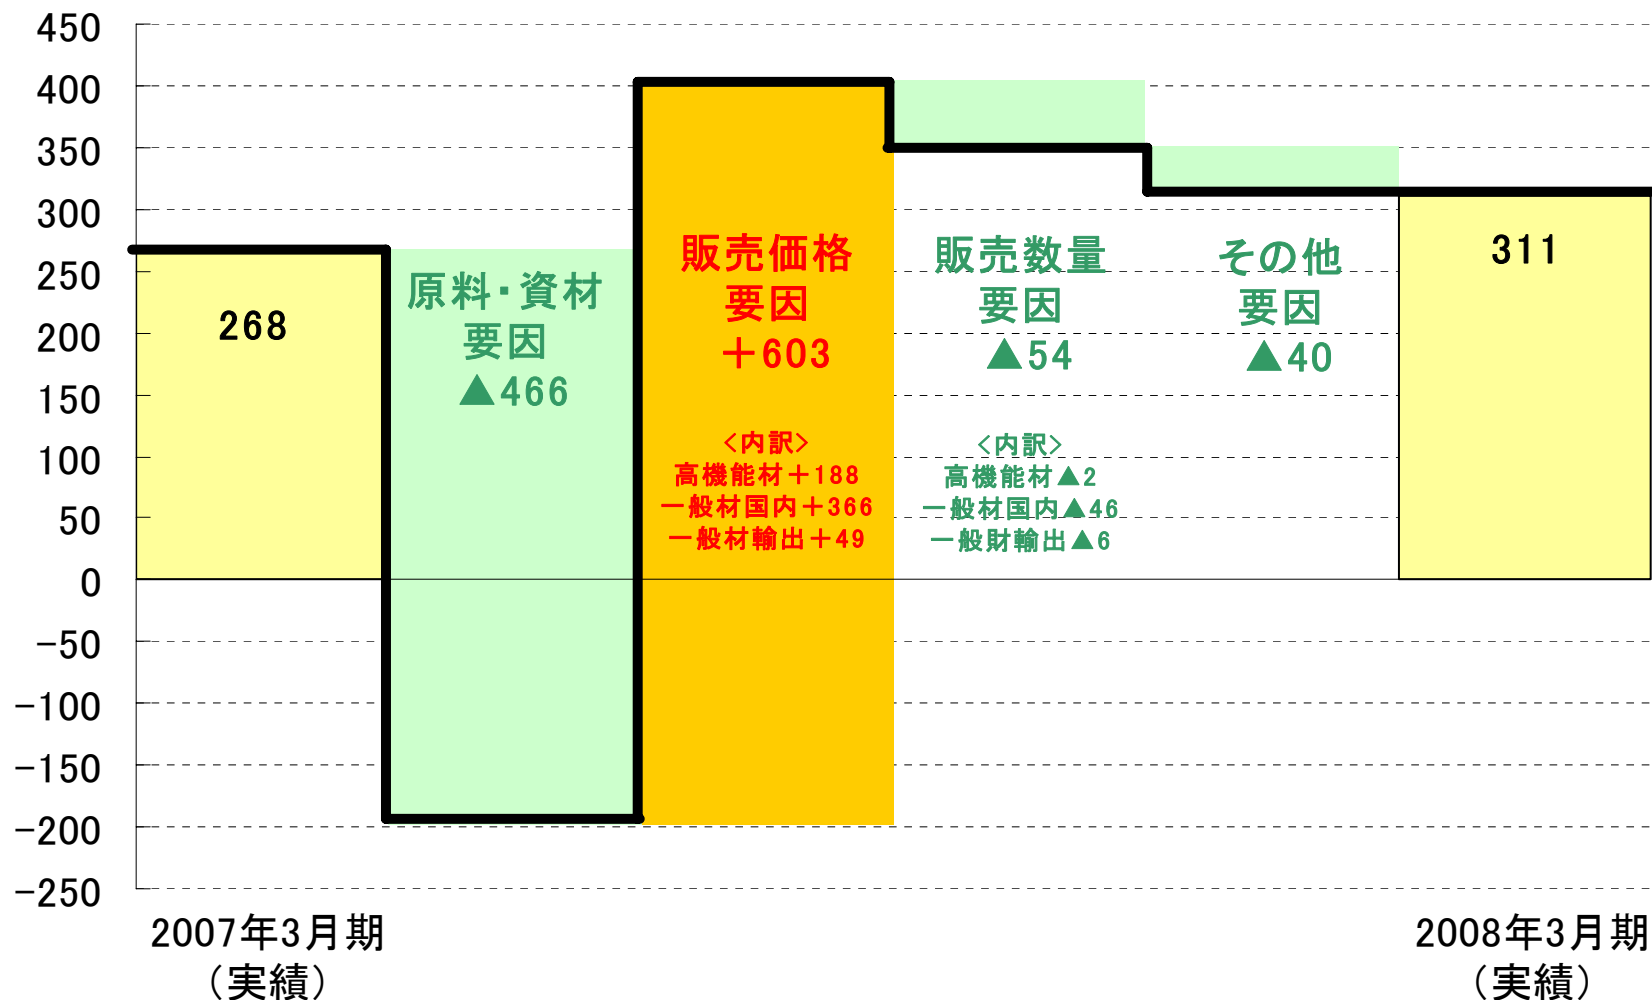 450
400
350
300
250
200
150
100
50
0
-50
-100
-150
-200
-250
268
原料・資材
要因
▲466
販売価格
要因
＋603
<内訳>
高機能材＋188
一般材国内＋366
一般材輸出＋49
販売数量
要因
▲54
<内訳>
高機能材▲2
一般材国内▲46
一般財輸出▲6
その他
要因
▲40
311
2007年3月期
（実績）
2008年3月期
（実績）